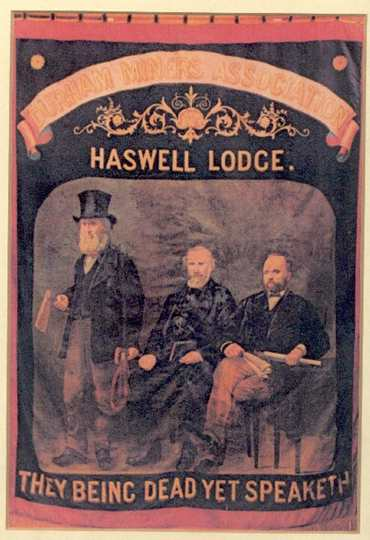 DURHAM MINERS ASSOCIATION
HASWELL LODGE.
THEY BEING DEAD YET SPEAKETH